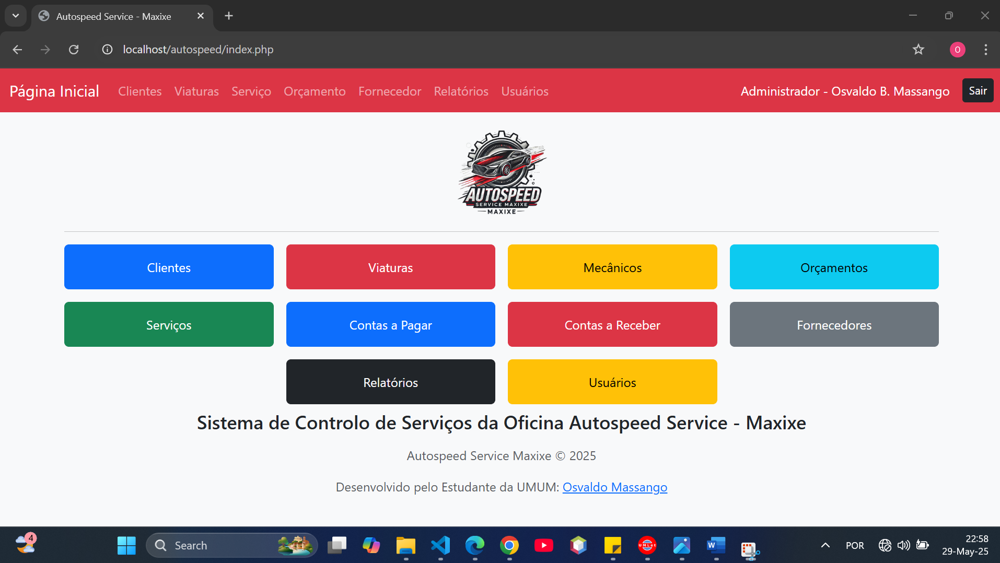 Autospeed Service - Maxixe
localhost/autospeed/index.php
O
Página Inicial Clientes Viaturas Serviço Orçamento Fornecedor Relatórios Usuários Administrador - Osvaldo B. Massango Sair
AUTOSPEED
SERVICE MAXIXE
MAXIXE
Clientes Viaturas Mecânicos Orçamentos
Serviços Contas a Pagar Contas a Receber Fornecedores
Relatórios Usuários
Sistema de Controlo de Serviços da Oficina Autospeed Service - Maxixe
Autospeed Service Maxixe © 2025
Desenvolvido pelo Estudante da UMUM: Osvaldo Massango
4
Search
UMLet
W
POR
22:58
29-May-25